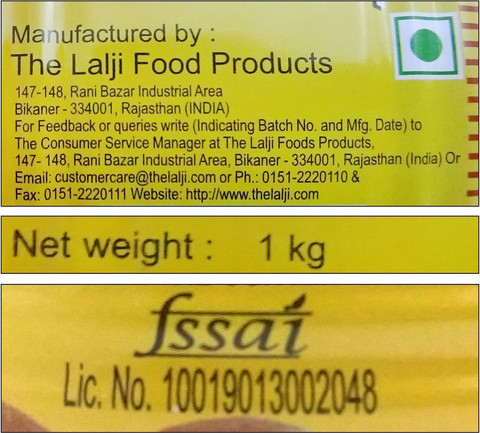 Manufactured by :
The Lalji Food Products
147-148, Rani Bazar Industrial Area
Bikaner - 334001, Rajasthan (INDIA)
For Feedback or queries write (Indicating Batch No. and Mfg. Date) to
The Consumer Service Manager at The Lalji Foods Products,
147- 148, Rani Bazar Industrial Area, Bikaner - 334001, Rajasthan (India) Or
Email: customercare@thelalji.com or Ph.: 0151-2220110 &
Fax: 0151-2220111 Website: http://www.thelalji.com
Net weight : 1 kg
fssai
Lic. No. 10019013002048